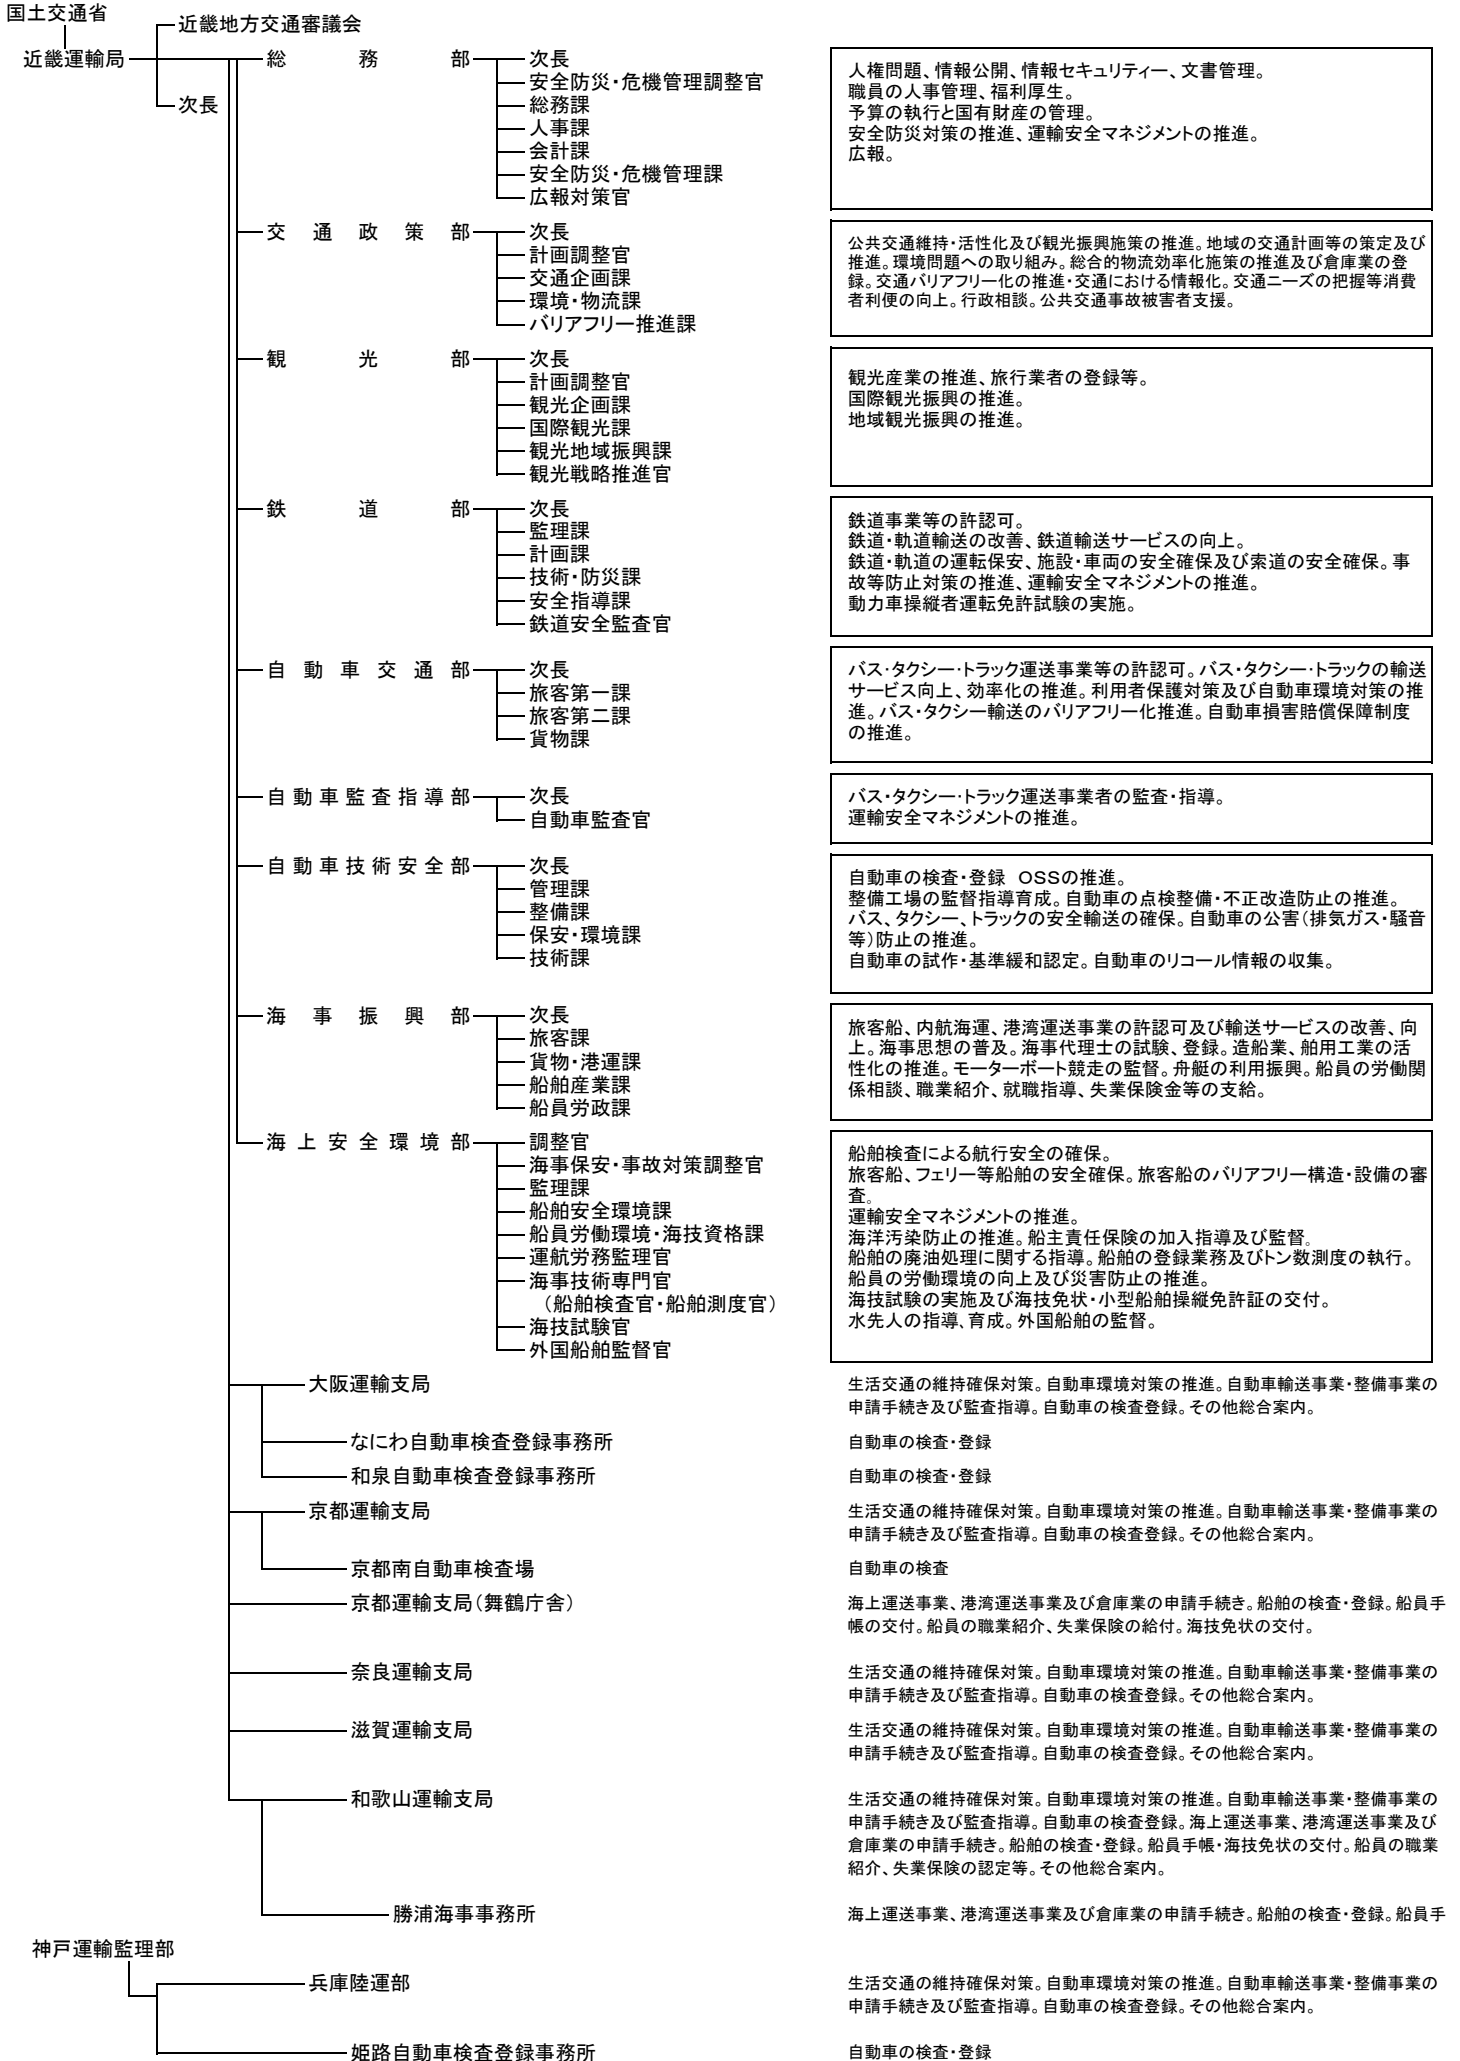 国土交通省
近畿地方交通審議会
近畿運輸局
次長
総務部
次長
安全防災・危機管理調整官
総務課
人事課
会計課
安全防災・危機管理課
広報対策官
人権問題、情報公開、情報セキュリティー、文書管理。
職員の人事管理、福利厚生。
予算の執行と国有財産の管理。
安全防災対策の推進、運輸安全マネジメントの推進。
広報。
交通政策部
次長
計画調整官
交通企画課
環境・物流課
バリアフリー推進課
公共交通維持・活性化及び観光振興施策の推進。地域の交通計画等の策定及び
推進。環境問題への取り組み。総合的物流効率化施策の推進及び倉庫業の登
録。交通バリアフリー化の推進・交通における情報化。交通ニーズの把握等消費
者利便の向上。行政相談。公共交通事故被害者支援。
観光部
次長
計画調整官
観光企画課
国際観光課
観光地域振興課
観光戦略推進官
観光産業の推進、旅行業者の登録等。
国際観光振興の推進。
地域観光振興の推進。
鉄道部
次長
監理課
計画課
技術・防災課
安全指導課
鉄道安全監査官
鉄道事業等の許認可。
鉄道・軌道輸送の改善、鉄道輸送サービスの向上。
鉄道・軌道の運転保安、施設・車両の安全確保及び索道の安全確保。事
故等防止対策の推進、運輸安全マネジメントの推進。
動力車操縦者運転免許試験の実施。
自動車交通部
次長
旅客第一課
旅客第二課
貨物課
バス・タクシー・トラック運送事業等の許認可。バス・タクシー・トラックの輸送
サービス向上、効率化の推進。利用者保護対策及び自動車環境対策の推
進。バス・タクシー輸送のバリアフリー化推進。自動車損害賠償保障制度
の推進。
自動車監査指導部
次長
自動車監査官
バス・タクシー・トラック運送事業者の監査・指導。
運輸安全マネジメントの推進。
自動車技術安全部
次長
管理課
整備課
保安・環境課
技術課
自動車の検査・登録　OSSの推進。
整備工場の監督指導育成。自動車の点検整備・不正改造防止の推進。
バス、タクシー、トラックの安全輸送の確保。自動車の公害（排気ガス・騒音
等）防止の推進。
自動車の試作・基準緩和認定。自動車のリコール情報の収集。
海事振興部
次長
旅客課
貨物・港運課
船舶産業課
船員労政課
旅客船、内航海運、港湾運送事業の許認可及び輸送サービスの改善、向
上。海事思想の普及。海事代理士の試験、登録。造船業、舶用工業の活
性化の推進。モーターボート競走の監督。舟艇の利用振興。船員の労働関
係相談、職業紹介、就職指導、失業保険金等の支給。
海上安全環境部
調整官
海事保安・事故対策調整官
監理課
船舶安全環境課
船員労働環境・海技資格課
運航労務監理官
海事技術専門官
（船舶検査官・船舶測度官）
海技試験官
外国船舶監督官
船舶検査による航行安全の確保。
旅客船、フェリー等船舶の安全確保。旅客船のバリアフリー構造・設備の審
査。
運輸安全マネジメントの推進。
海洋汚染防止の推進。船主責任保険の加入指導及び監督。
船舶の廃油処理に関する指導。船舶の登録業務及びトン数測度の執行。
船員の労働環境の向上及び災害防止の推進。
海技試験の実施及び海技免状・小型船舶操縦免許証の交付。
水先人の指導、育成。外国船舶の監督。
大阪運輸支局
生活交通の維持確保対策。自動車環境対策の推進。自動車輸送事業・整備事業の
申請手続き及び監査指導。自動車の検査登録。その他総合案内。
なにわ自動車検査登録事務所
自動車の検査・登録
和泉自動車検査登録事務所
自動車の検査・登録
京都運輸支局
生活交通の維持確保対策。自動車環境対策の推進。自動車輸送事業・整備事業の
申請手続き及び監査指導。自動車の検査登録。その他総合案内。
京都南自動車検査場
自動車の検査
京都運輸支局（舞鶴庁舎）
海上運送事業、港湾運送事業及び倉庫業の申請手続き。船舶の検査・登録。船員手
帳の交付。船員の職業紹介、失業保険の給付。海技免状の交付。
奈良運輸支局
生活交通の維持確保対策。自動車環境対策の推進。自動車輸送事業・整備事業の
申請手続き及び監査指導。自動車の検査登録。その他総合案内。
滋賀運輸支局
生活交通の維持確保対策。自動車環境対策の推進。自動車輸送事業・整備事業の
申請手続き及び監査指導。自動車の検査登録。その他総合案内。
和歌山運輸支局
生活交通の維持確保対策。自動車環境対策の推進。自動車輸送事業・整備事業の
申請手続き及び監査指導。自動車の検査登録。海上運送事業、港湾運送事業及び
倉庫業の申請手続き。船舶の検査・登録。船員手帳・海技免状の交付。船員の職業
紹介、失業保険の認定等。その他総合案内。
勝浦海事事務所
海上運送事業、港湾運送事業及び倉庫業の申請手続き。船舶の検査・登録。船員手
神戸運輸監理部
兵庫陸運部
生活交通の維持確保対策。自動車環境対策の推進。自動車輸送事業・整備事業の
申請手続き及び監査指導。自動車の検査登録。その他総合案内。
姫路自動車検査登録事務所
自動車の検査・登録